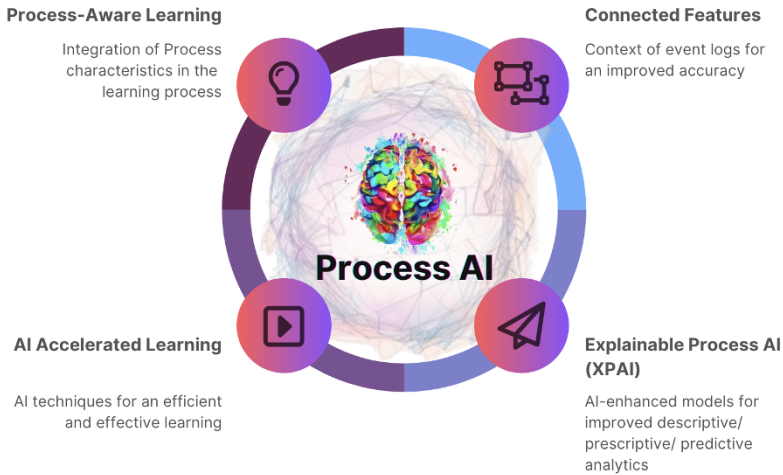 Process-Aware Learning
Integration of Process
characteristics in the
learning process
Connected Features
Context of event logs for
an improved accuracy
Process AI
AI Accelerated Learning
AI techniques for an efficient
and effective learning
Explainable Process AI
(XPAI)
AI-enhanced models for
improved descriptive/
prescriptive/ predictive
analytics